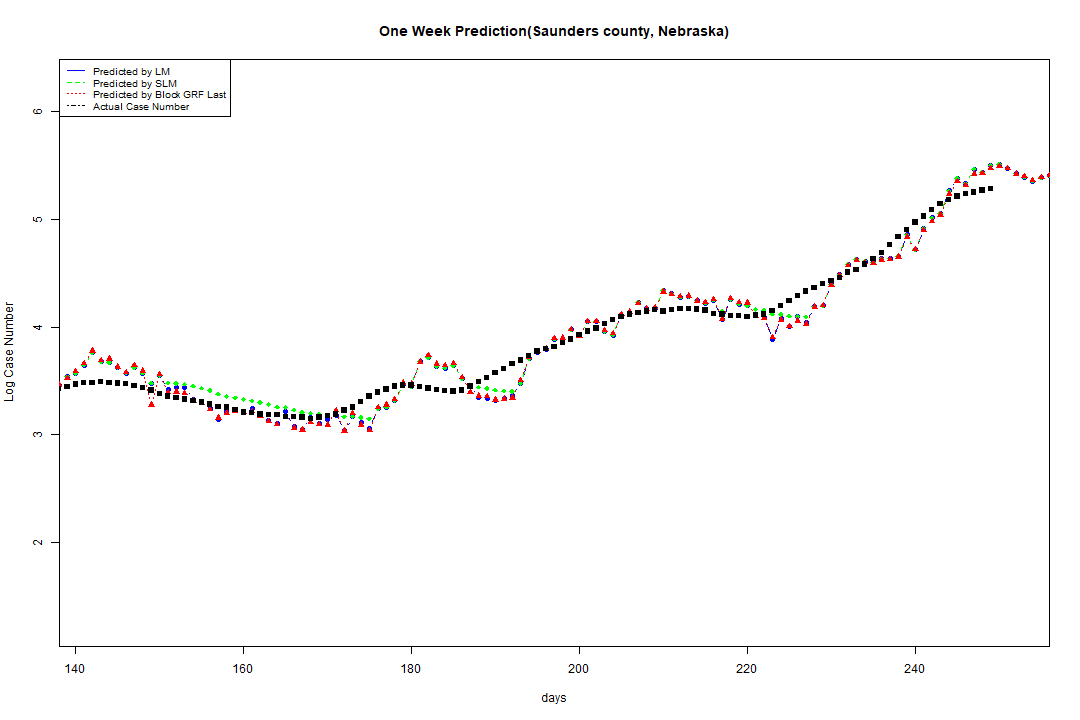 One Week Prediction(Saunders county, Nebraska)
Predicted by LM
Predicted by SLM
Predicted by Block GRF Last
Actual Case Number
6
5
4
3
2
Log Case Number
140 160 180 200 220 240
days